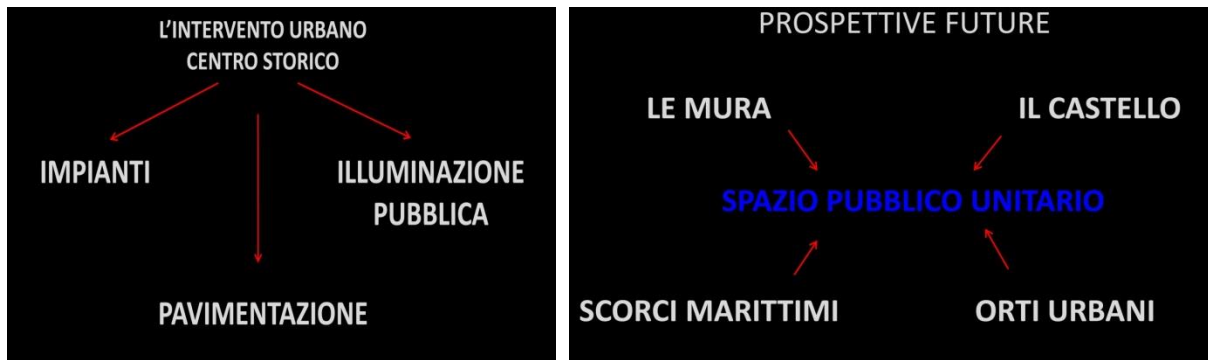 L'INTERVENTO URBANO
CENTRO STORICO
IMPIANTI
ILLUMINAZIONE
PUBBLICA
PAVIMENTAZIONE
PROSPETTIVE FUTURE
LE MURA
IL CASTELLO
SPAZIO PUBBLICO UNITARIO
SCORCI MARITTIMI
ORTI URBANI